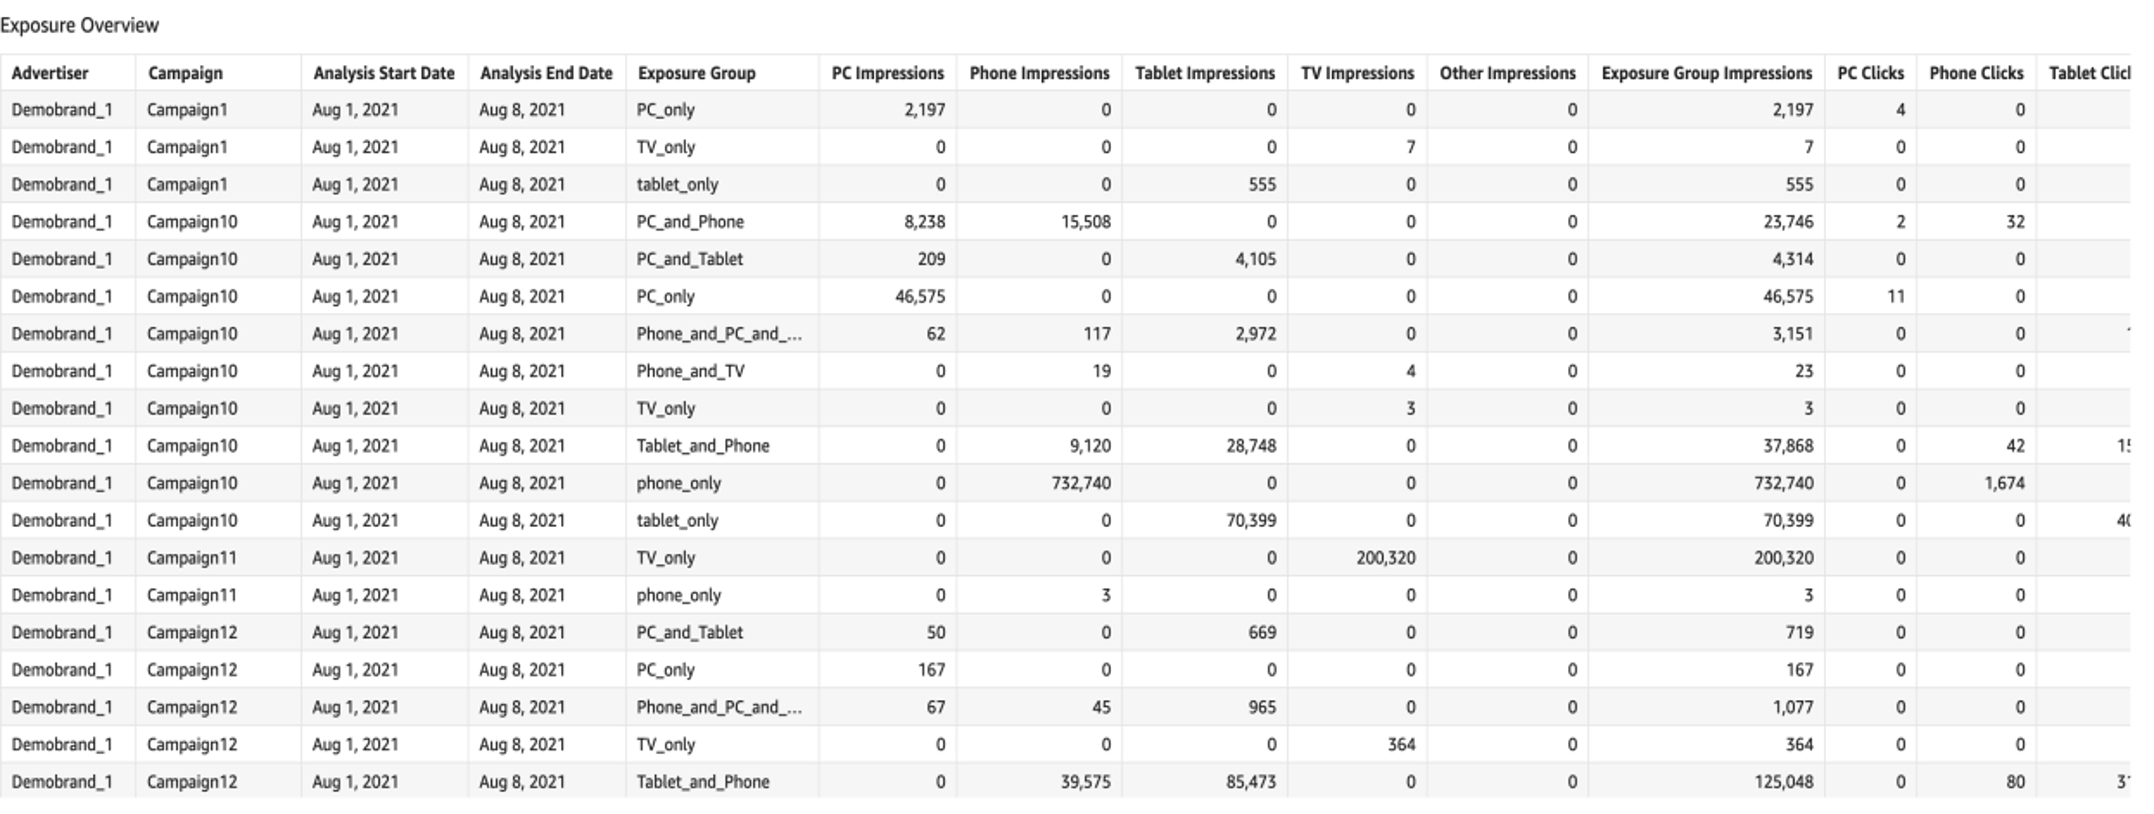 Exposure Overview
Advertiser Campaign Analysis Start Date Analysis End Date Exposure Group PC Impressions Phone Impressions Tablet Impressions TV Impressions Other Impressions Exposure Group Impressions PC Clicks Phone Clicks Tablet
Demobrand_1 Campaign1 Aug 1, 2021 Aug 8, 2021 PC_only 2,197 0 0 0 0 2,197 4 0
Demobrand_1 Campaign1 Aug 1, 2021 Aug 8, 2021 TV_only 0 0 0 7 0 7 0 0
Demobrand_1 Campaign1 Aug 1, 2021 Aug 8, 2021 tablet_only 0 0 555 0 0 555 0 0
Demobrand_1 Campaign10 Aug 1, 2021 Aug 8, 2021 PC_and_Phone 8,238 15,508 0 0 0 23,746 2 32
Demobrand_1 Campaign10 Aug 1, 2021 Aug 8, 2021 PC_and_Tablet 209 0 4,105 0 0 4,314 0 0
Demobrand_1 Campaign10 Aug 1, 2021 Aug 8, 2021 PC_only 46,575 0 0 0 0 46,575 11 0
Demobrand_1 Campaign10 Aug 1, 2021 Aug 8, 2021 Phone_and_PC_and_... 62 117 2,972 0 0 3,151 0 0
Demobrand_1 Campaign10 Aug 1, 2021 Aug 8, 2021 Phone_and_TV 0 19 0 4 0 23 0 0
Demobrand_1 Campaign10 Aug 1, 2021 Aug 8, 2021 TV_only 0 0 0 3 0 3 0 0
Demobrand_1 Campaign10 Aug 1, 2021 Aug 8, 2021 Tablet_and_Phone 0 9,120 28,748 0 0 37,868 0 42
Demobrand_1 Campaign10 Aug 1, 2021 Aug 8, 2021 phone_only 0 732,740 0 0 0 732,740 0 1,674
Demobrand_1 Campaign10 Aug 1, 2021 Aug 8, 2021 tablet_only 0 0 70,399 0 0 70,399 0 0
Demobrand_1 Campaign11 Aug 1, 2021 Aug 8, 2021 TV_only 0 0 0 200,320 0 200,320 0 0
Demobrand_1 Campaign11 Aug 1, 2021 Aug 8, 2021 phone_only 0 3 0 0 0 3 0 0
Demobrand_1 Campaign12 Aug 1, 2021 Aug 8, 2021 PC_and_Tablet 50 0 669 0 0 719 0 0
Demobrand_1 Campaign12 Aug 1, 2021 Aug 8, 2021 PC_only 167 0 0 0 0 167 0 0
Demobrand_1 Campaign12 Aug 1, 2021 Aug 8, 2021 Phone_and_PC_and_... 67 45 965 0 0 1,077 0 0
Demobrand_1 Campaign12 Aug 1, 2021 Aug 8, 2021 TV_only 0 0 0 364 0 364 0 0
Demobrand_1 Campaign12 Aug 1, 2021 Aug 8, 2021 Tablet_and_Phone 0 39,575 85,473 0 0 125,048 0 80